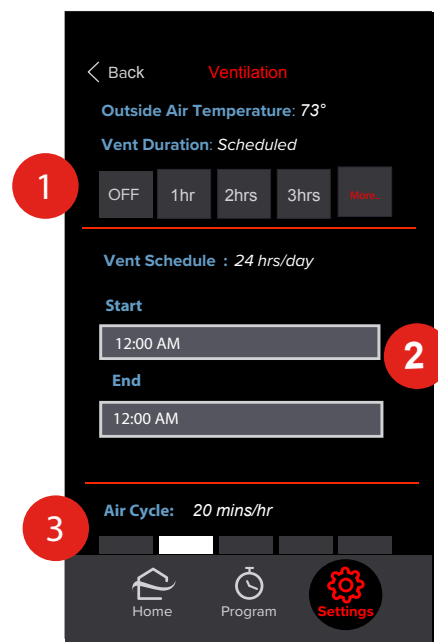 Back Ventilation
Outside Air Temperature: 73°
Vent Duration: Scheduled
1
OFF 1hr 2hrs 3hrs More..
Vent Schedule : 24 hrs/day
Start
12:00 AM
2
End
12:00 AM
Air Cycle: 20 mins/hr
3
Home Program Settings